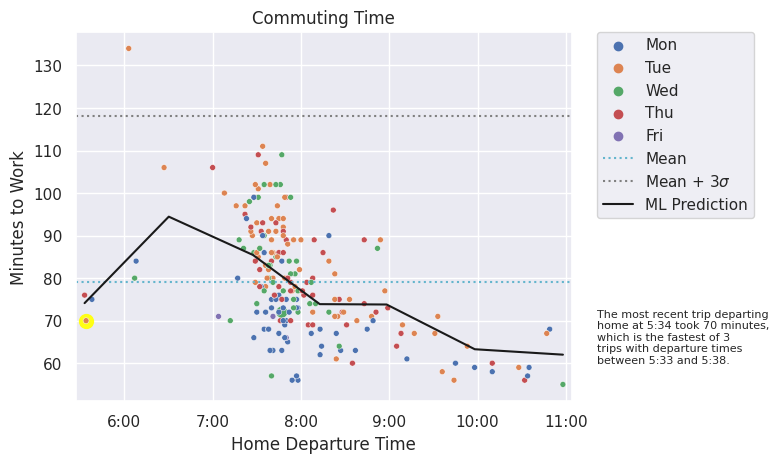 Commuting Time
Minutes to Work
130
120
110
100
90
80
70
60
6:00
7:00
8:00
9:00
10:00
11:00
Home Departure Time
Mon
Tue
Wed
Thu
Fri
Mean
Mean + 3σ
ML Prediction
The most recent trip departing
home at 5:34 took 70 minutes,
which is the fastest of 3
trips with departure times
between 5:33 and 5:38.